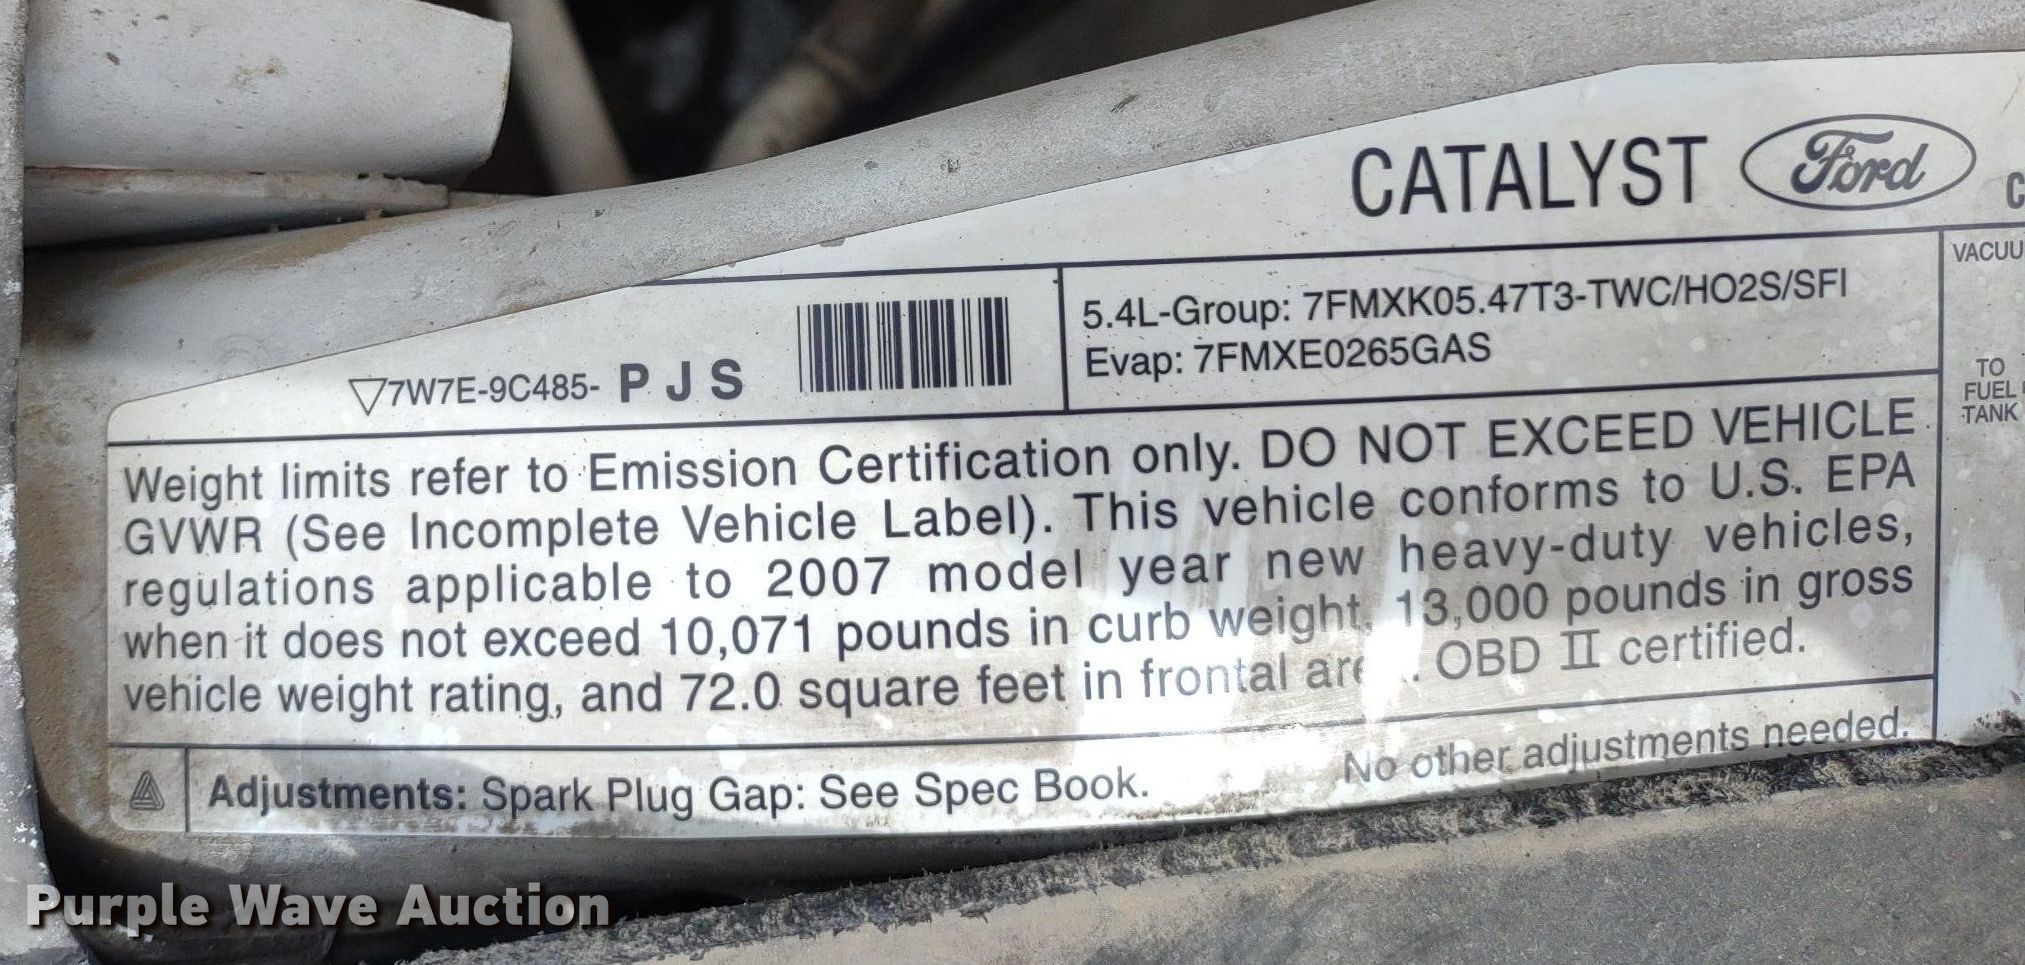 CATALYST Ford
VACUU
5.4L-Group: 7FMXK05.47T3-TWC/HO2S/SFI
Evap: 7FMXE0265GAS
7W7E-9C485- P J S
TO
FUEL
TANK
Weight limits refer to Emission Certification only. DO NOT EXCEED VEHICLE
GVWR (See Incomplete Vehicle Label). This vehicle conforms to U.S. EPA
regulations applicable to 2007 model year new heavy-duty vehicles,
when it does not exceed 10,071 pounds in curb weight, 13,000 pounds in gross
vehicle weight rating, and 72.0 square feet in frontal are. OBD II certified.
Adjustments: Spark Plug Gap: See Spec Book. No other adjustments needed.
Purple Wave Auction